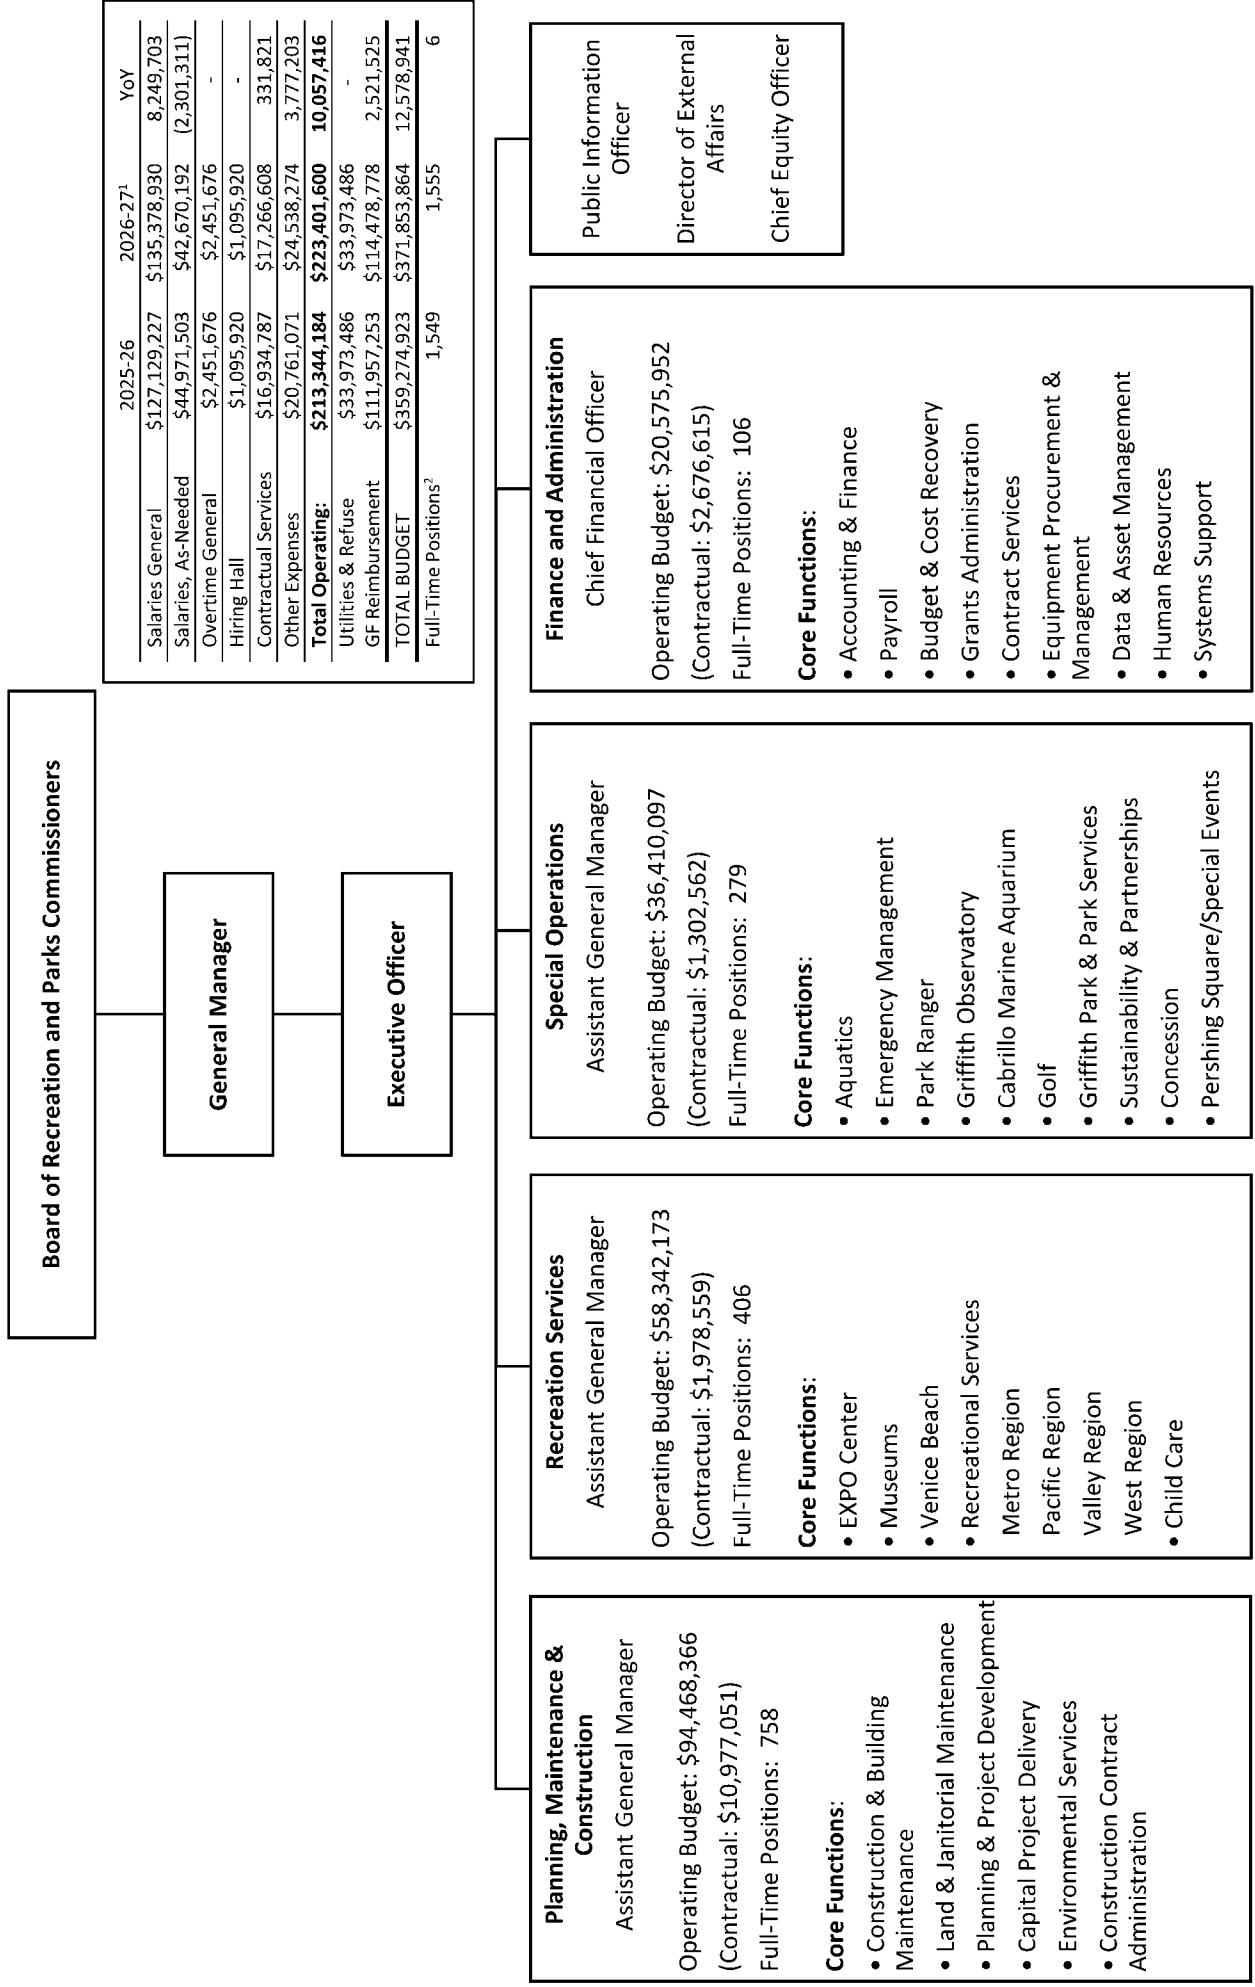 Board of Recreation and Parks Commissioners
General Manager
Executive Officer
2025-26 2026-27¹ YoY
Salaries General $127,129,227 $135,378,930 8,249,703
Salaries, As-Needed $44,971,503 $42,670,192 (2,301,311)
Overtime General $2,451,676 $2,451,676 -
Hiring Hall $1,095,920 $1,095,920 -
Contractual Services $16,934,787 $17,266,608 331,821
Other Expenses $20,761,071 $24,538,274 3,777,203
Total Operating: $213,344,184 $223,401,600 10,057,416
Utilities & Refuse $33,973,486 $33,973,486 -
GF Reimbursement $111,957,253 $114,478,778 2,521,525
TOTAL BUDGET $359,274,923 $371,853,864 12,578,941
Full-Time Positions² 1,549 1,555 6
Planning, Maintenance &
Construction
Assistant General Manager
Operating Budget: $94,468,366
(Contractual: $10,977,051)
Full-Time Positions: 758
Core Functions:
• Construction & Building
Maintenance
• Land & Janitorial Maintenance
• Planning & Project Development
• Capital Project Delivery
• Environmental Services
• Construction Contract
Administration
Recreation Services
Assistant General Manager
Operating Budget: $58,342,173
(Contractual: $1,978,559)
Full-Time Positions: 406
Core Functions:
• EXPO Center
• Museums
• Venice Beach
• Recreational Services
Metro Region
Pacific Region
Valley Region
West Region
• Child Care
Special Operations
Assistant General Manager
Operating Budget: $36,410,097
(Contractual: $1,302,562)
Full-Time Positions: 279
Core Functions:
• Aquatics
• Emergency Management
• Park Ranger
• Griffith Observatory
• Cabrillo Marine Aquarium
• Golf
• Griffith Park & Park Services
• Sustainability & Partnerships
• Concession
• Pershing Square/Special Events
Finance and Administration
Chief Financial Officer
Operating Budget: $20,575,952
(Contractual: $2,676,615)
Full-Time Positions: 106
Core Functions:
• Accounting & Finance
• Payroll
• Budget & Cost Recovery
• Grants Administration
• Contract Services
• Equipment Procurement &
Management
• Data & Asset Management
• Human Resources
• Systems Support
Public Information
Officer
Director of External
Affairs
Chief Equity Officer